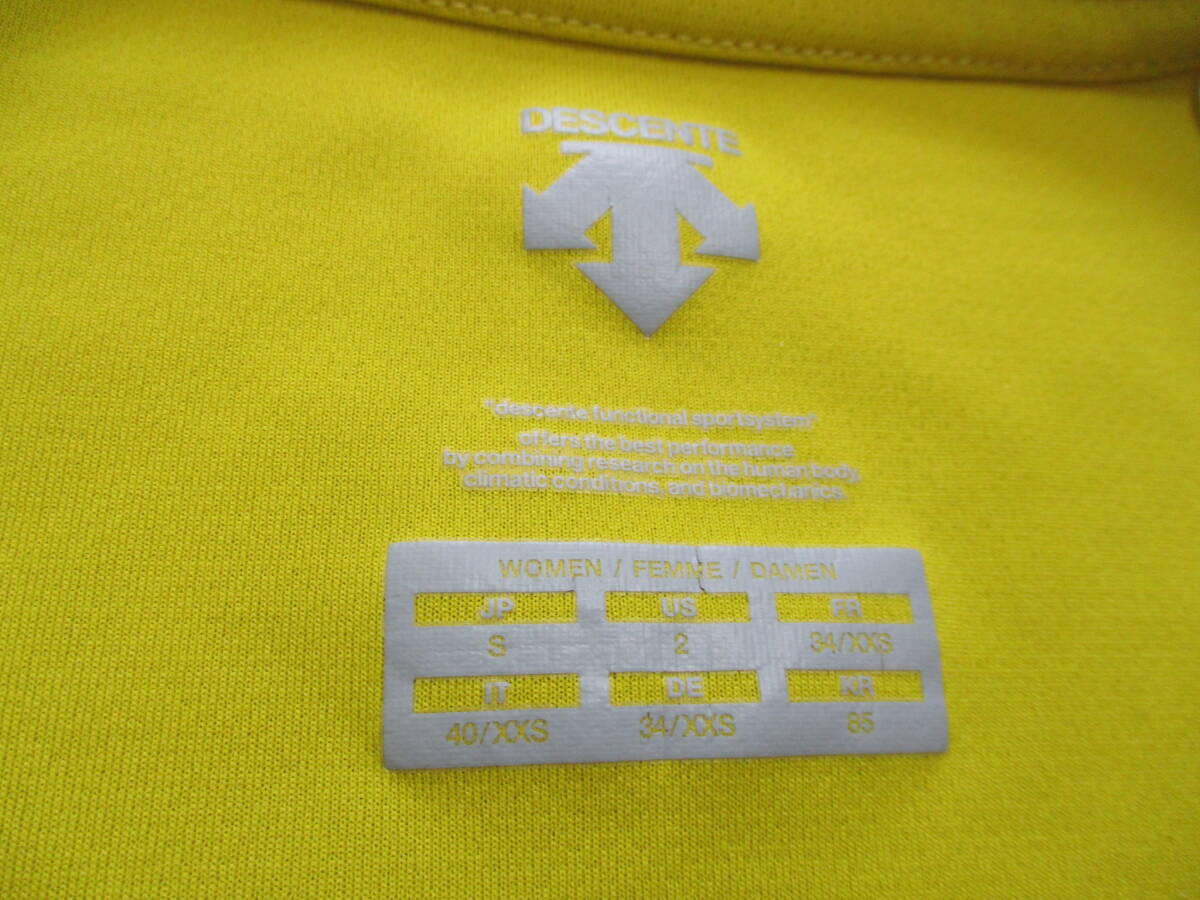 DESCENTE
"descente functional sportsystem"
offers the best performance
by combining research on the human body,
climatic conditions, and biomechanics.
WOMEN / FEMME / DAMEN
JP US FR
S 2 34/XXS
IT DE KR
40/XXS 34/XXS 85